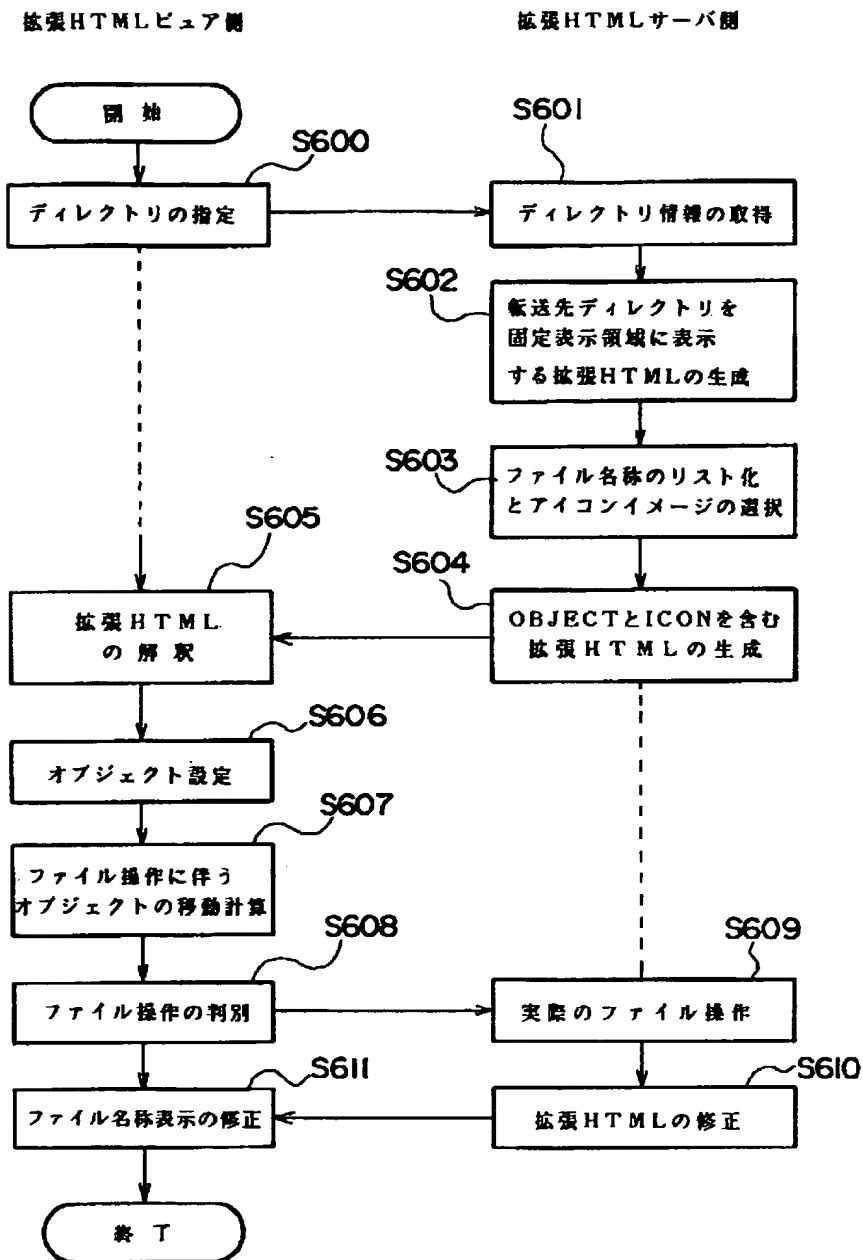 拡張HTMLビュア側
拡張HTMLサーバ側
開始
S600
S601
ディレクトリの指定
ディレクトリ情報の取得
S602
転送先ディレクトリを
固定表示領域に表示
する拡張HTMLの生成
S603
ファイル名称のリスト化
とアイコンイメージの選択
S605
S604
拡張HTML
の解釈
OBJECTとICONを含む
拡張HTMLの生成
S606
オブジェクト設定
S607
ファイル操作に伴う
オブジェクトの移動計算
S608
S609
ファイル操作の判別
実際のファイル操作
S611
S610
ファイル名称表示の修正
拡張HTMLの修正
終了